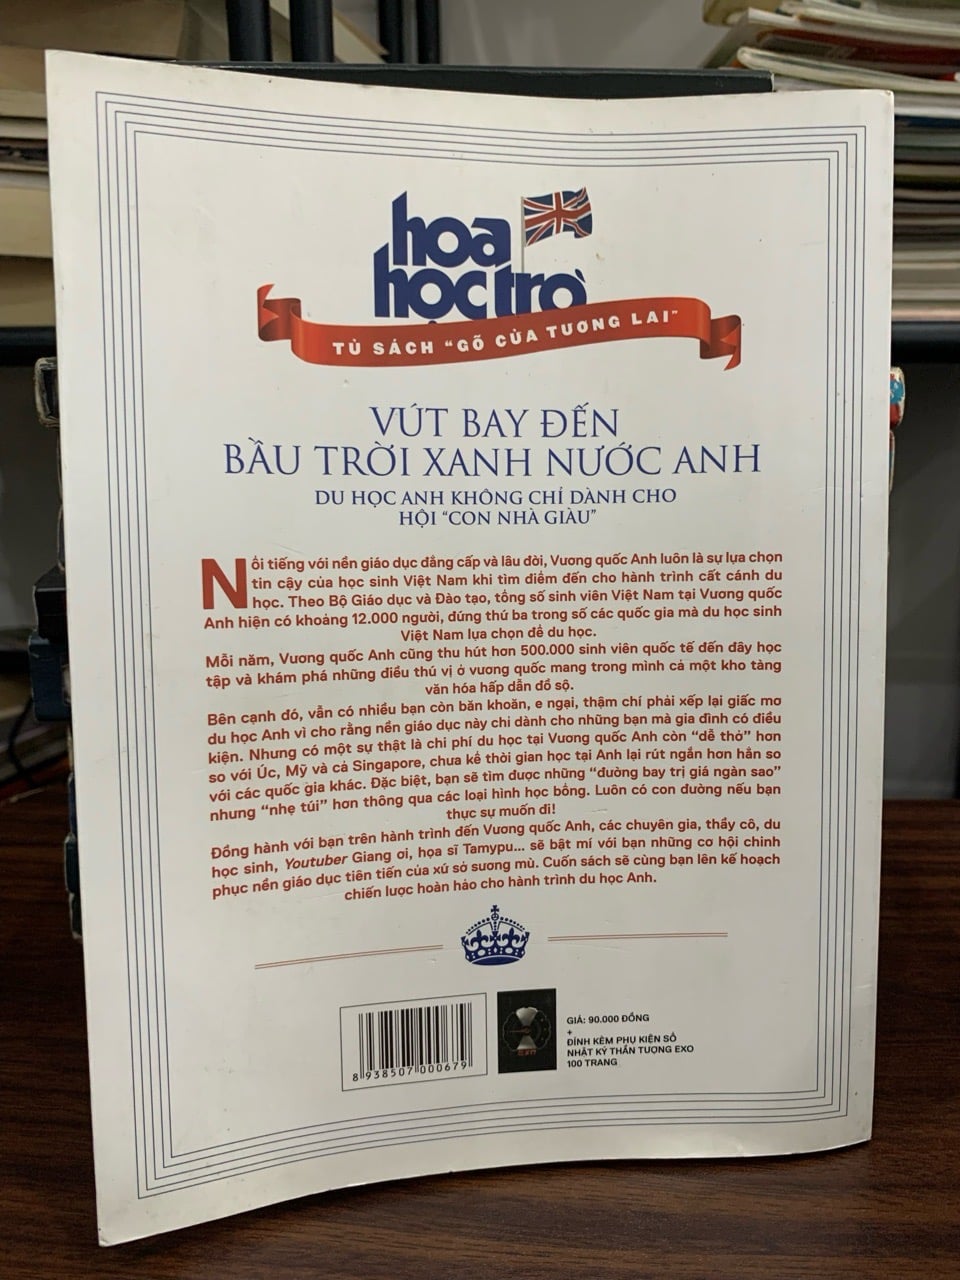 hoa
học trò
TỦ SÁCH "GÕ CỬA TƯƠNG LAI"
VÚT BAY ĐẾN
BẦU TRỜI XANH NƯỚC ANH
DU HỌC ANH KHÔNG CHỈ DÀNH CHO
HỘI "CON NHÀ GIÀU"
Nổi tiếng với nền giáo dục đẳng cấp và lâu đời, Vương quốc Anh luôn là sự lựa chọn
tin cậy của học sinh Việt Nam khi tìm điểm đến cho hành trình cất cánh du
học. Theo Bộ Giáo dục và Đào tạo, tổng số sinh viên Việt Nam tại Vương quốc
Anh hiện có khoảng 12.000 người, đứng thứ ba trong số các quốc gia mà du học sinh
Việt Nam lựa chọn để du học.
Mỗi năm, Vương quốc Anh cũng thu hút hơn 500.000 sinh viên quốc tế đến đây học
tập và khám phá những điều thú vị ở vương quốc mang trong mình cả một kho tàng
văn hóa hấp dẫn đồ sộ.
Bên cạnh đó, vẫn có nhiều bạn còn băn khoăn, e ngại, thậm chí phải xếp lại giấc mơ
du học Anh vì cho rằng nền giáo dục này chỉ dành cho những bạn mà gia đình có điều
kiện. Nhưng có một sự thật là chi phí du học tại Vương quốc Anh còn "dễ thở" hơn
so với Úc, Mỹ và cả Singapore, chưa kể thời gian học tại Anh lại rút ngắn hơn hẳn so
với các quốc gia khác. Đặc biệt, bạn sẽ tìm được những "đường bay trị giá ngàn sao"
nhưng "nhẹ túi" hơn thông qua các loại hình học bổng. Luôn có con đường nếu bạn
thực sự muốn đi!
Đồng hành với bạn trên hành trình đến Vương quốc Anh, các chuyên gia, thầy cô, du
học sinh, Youtuber Giang ơi, họa sĩ Tamypu... sẽ bật mí với bạn những cơ hội chinh
phục nền giáo dục tiên tiến của xứ sở sương mù. Cuốn sách sẽ cùng bạn lên kế hoạch
chiến lược hoàn hảo cho hành trình du học Anh.
8 938507 000679
EXO
GIÁ: 90.000 ĐỒNG
+
ĐÍNH KÈM PHỤ KIỆN SỔ
NHẬT KÝ THẦN TƯỢNG EXO
100 TRANG